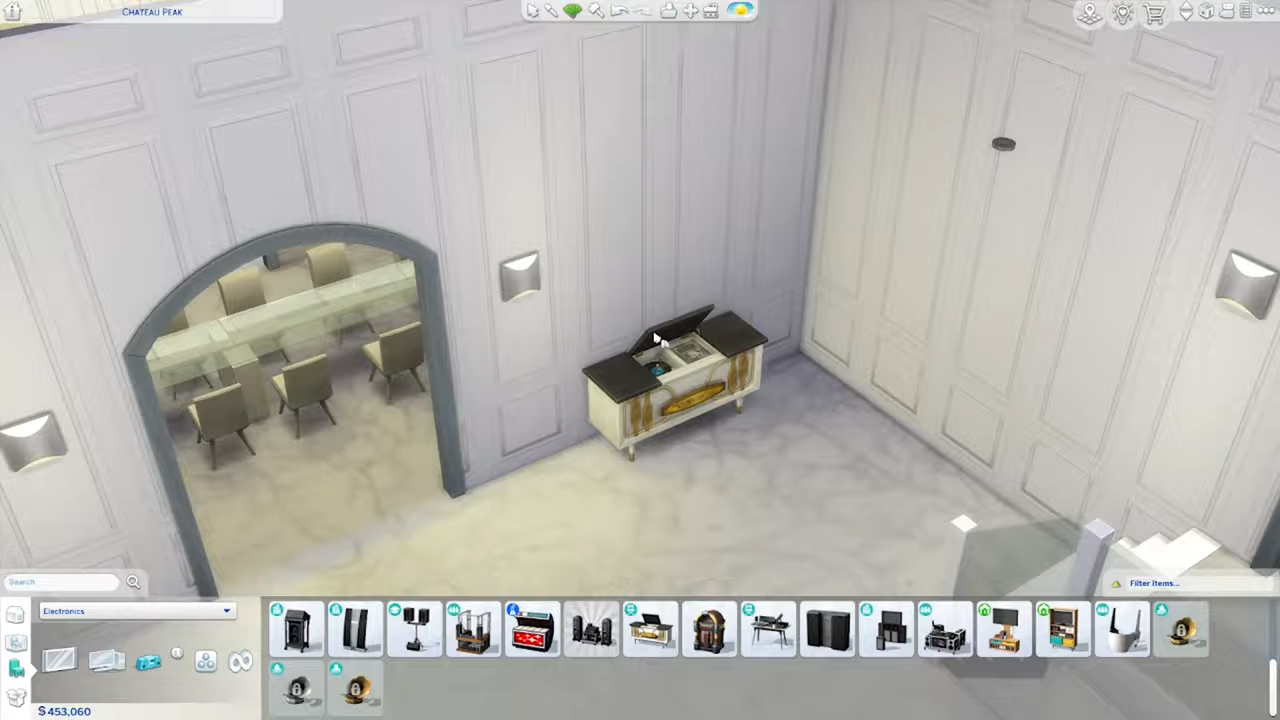 CHATEAU PEAK
Search
Filter Items...
Electronics
$453,060